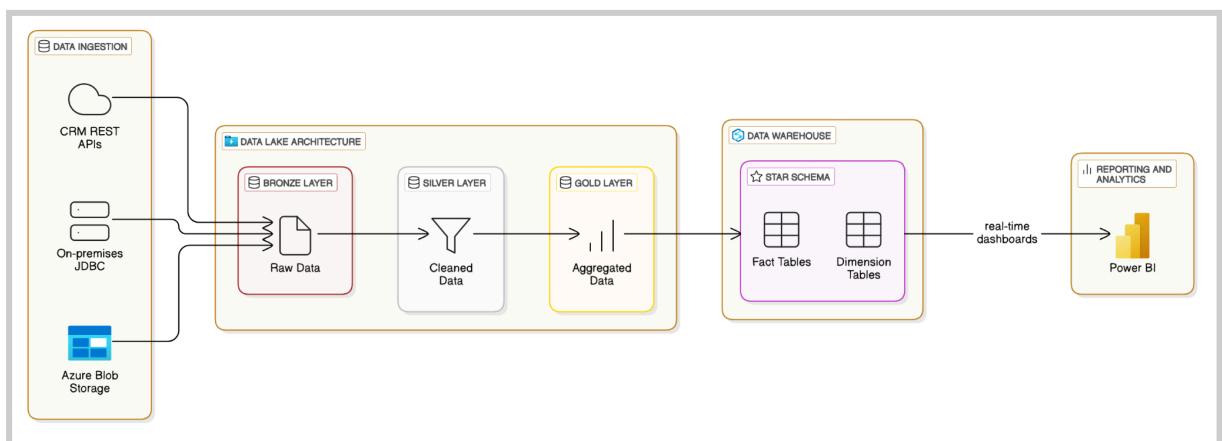 DATA INGESTION
CRM REST
APIs
On-premises
JDBC
Azure Blob
Storage
DATA LAKE ARCHITECTURE
BRONZE LAYER
Raw Data
SILVER LAYER
Cleaned
Data
GOLD LAYER
Aggregated
Data
DATA WAREHOUSE
STAR SCHEMA
Fact Tables
Dimension
Tables
real-time
dashboards
REPORTING AND
ANALYTICS
Power BI